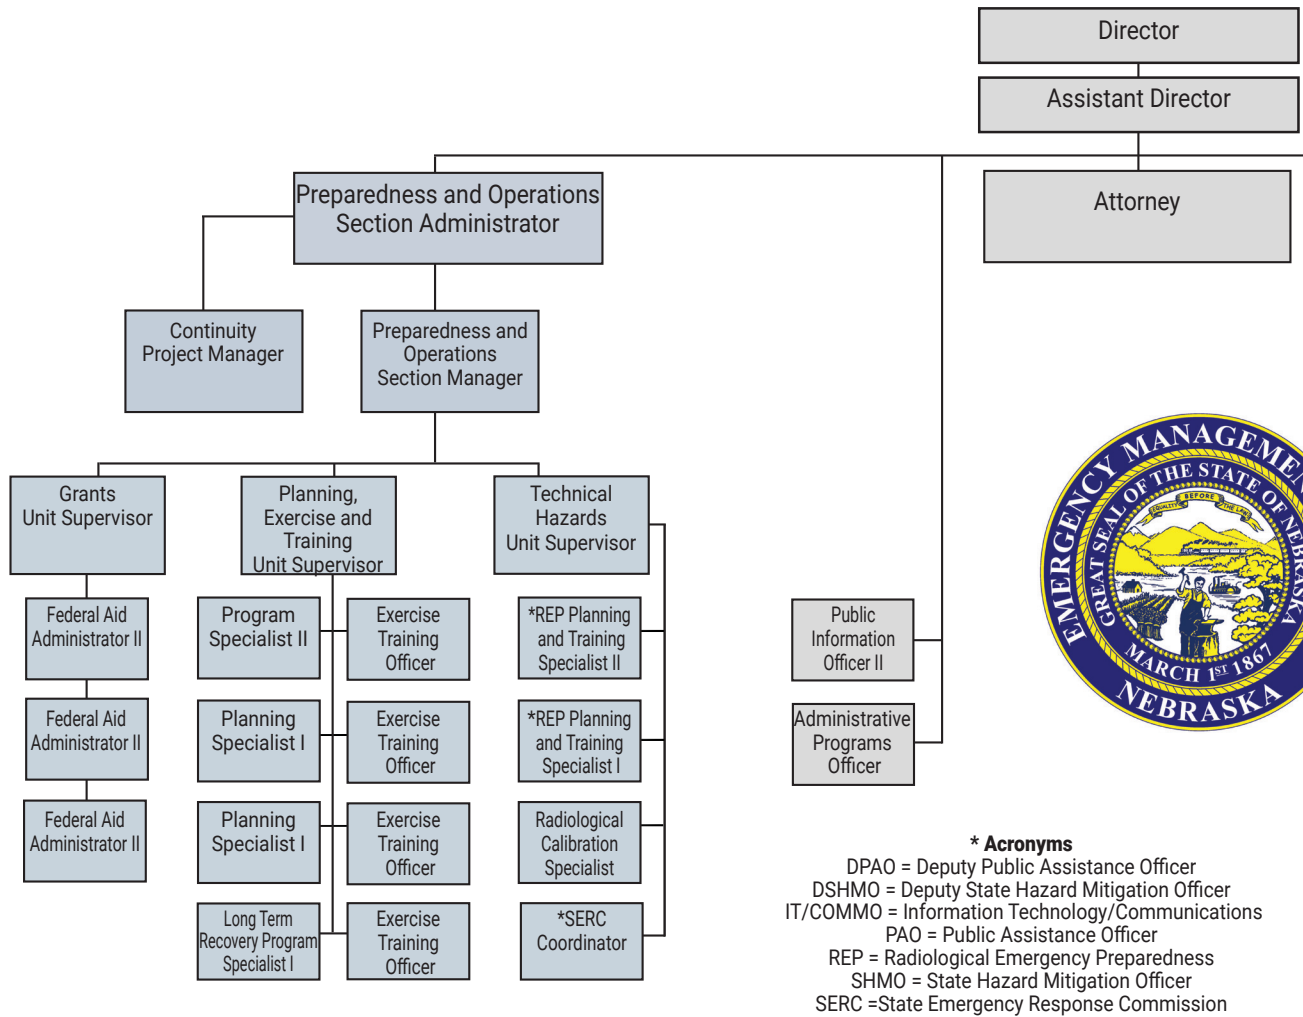 Director
Assistant Director
Attorney
Preparedness and Operations
Section Administrator
Continuity
Project Manager
Preparedness and
Operations
Section Manager
Grants
Unit Supervisor
Planning,
Exercise and
Training
Unit Supervisor
Technical
Hazards
Unit Supervisor
Federal Aid
Administrator II
Federal Aid
Administrator II
Federal Aid
Administrator II
Program
Specialist II
Planning
Specialist I
Planning
Specialist I
Long Term
Recovery Program
Specialist I
Exercise
Training
Officer
Exercise
Training
Officer
Exercise
Training
Officer
Exercise
Training
Officer
*REP Planning
and Training
Specialist II
*REP Planning
and Training
Specialist I
Radiological
Calibration
Specialist
*SERC
Coordinator
Public
Information
Officer II
Administrative
Programs
Officer
EMERGENCY MANAGEMEN
GREAT SEAL OF THE STATE OF NEBRASKA
EQUALITY BEFORE THE LAW
MARCH 1ST 1867
NEBRASKA
* Acronyms
DPAO = Deputy Public Assistance Officer
DSHMO = Deputy State Hazard Mitigation Officer
IT/COMMO = Information Technology/Communications
PAO = Public Assistance Officer
REP = Radiological Emergency Preparedness
SHMO = State Hazard Mitigation Officer
SERC =State Emergency Response Commission